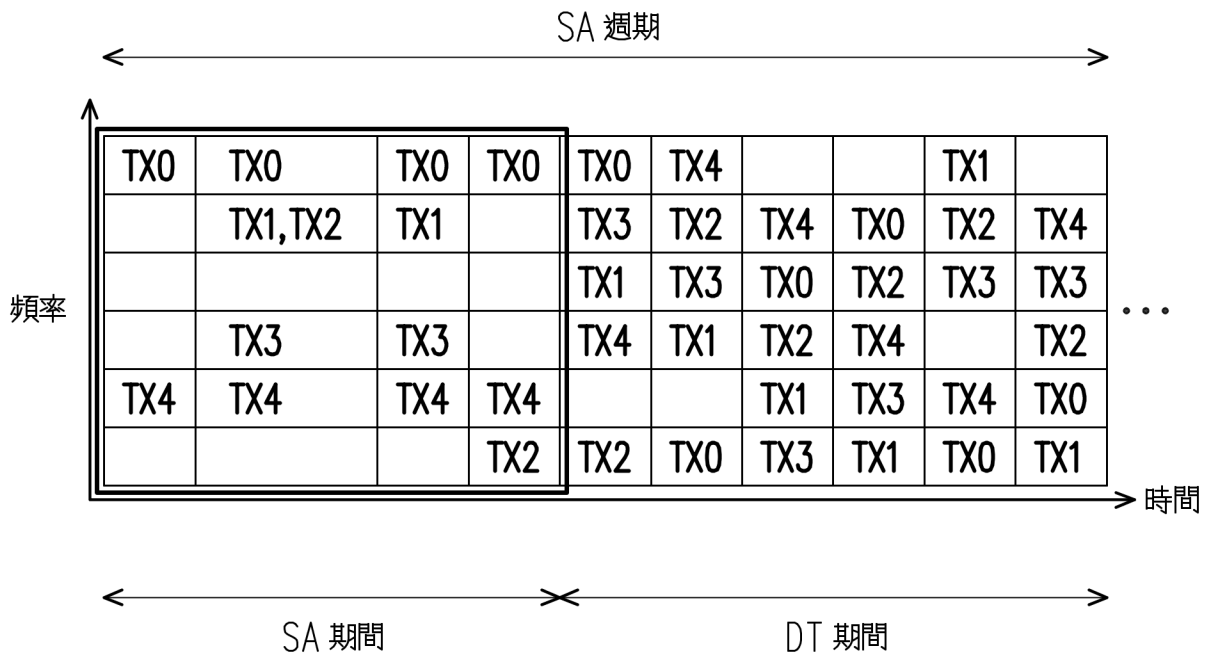 SA 週期
TX0 TX0 TX0 TX0 TX0 TX4 TX1
TX1,TX2 TX1 TX3 TX2 TX4 TX0 TX2 TX4
TX1 TX3 TX0 TX2 TX3 TX3
頻率
...
TX3 TX3 TX4 TX1 TX2 TX4 TX2
TX4 TX4 TX4 TX4 TX1 TX3 TX4 TX0
TX2 TX2 TX0 TX3 TX1 TX0 TX1
時間
SA 期間 DT 期間